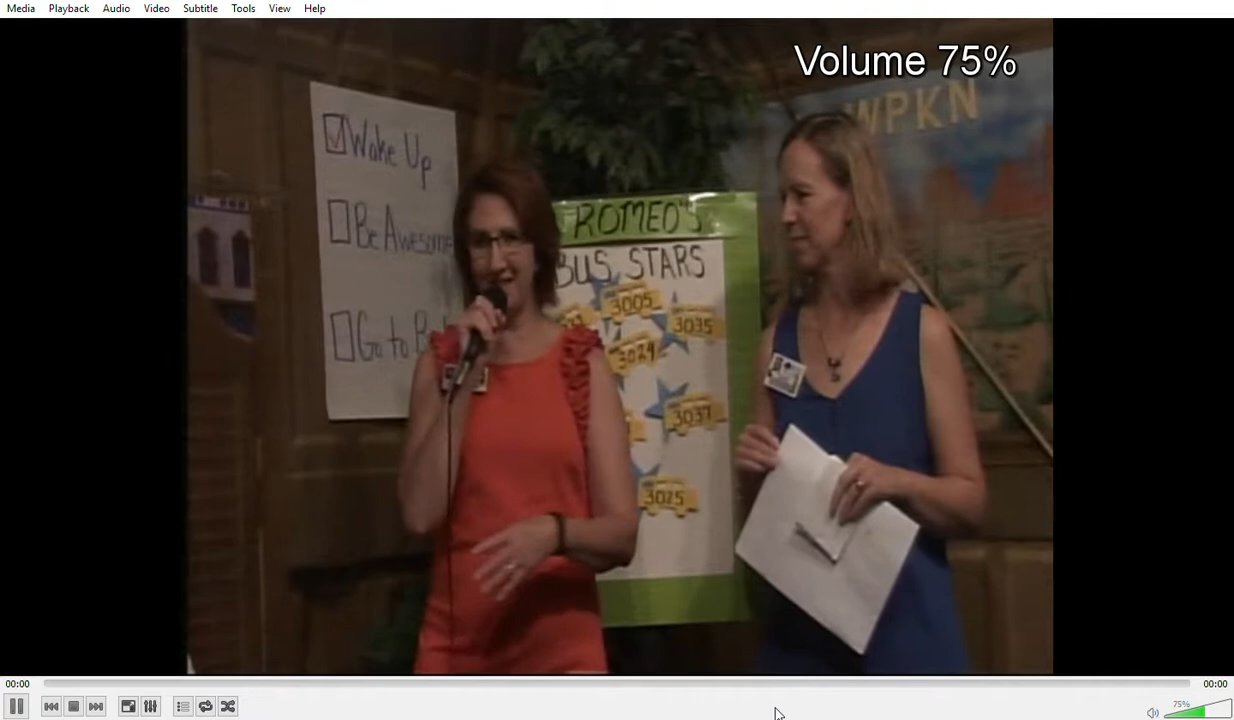 Media Playback Audio Video Subtitle Tools View Help
Volume 75%
WPKN
Wake Up
Be Awesome
Go to
ROMEO'S
BUS STARS
3005
3035
3029
3037
3025
00:00
00:00
75%